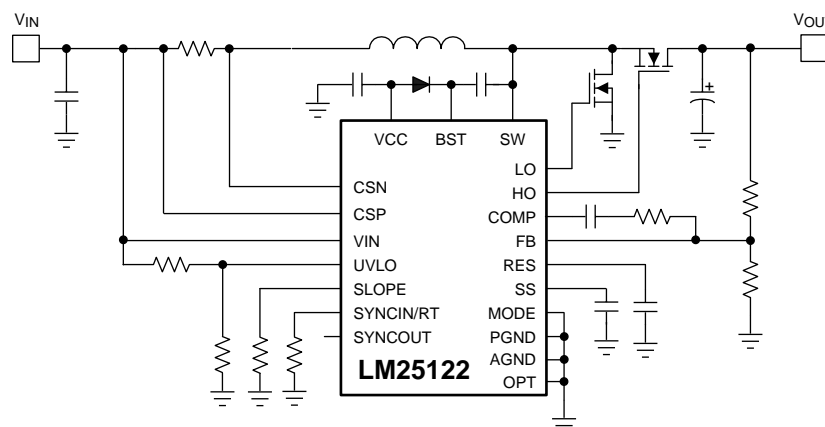 VIN
VOU
VCC
BST
SW
LO
HO
CSN
CSP
VIN
UVLO
SLOPE
SYNCIN/RT
SYNCOUT
COMP
FB
RES
SS
MODE
PGND
AGND
OPT
LM25122
+